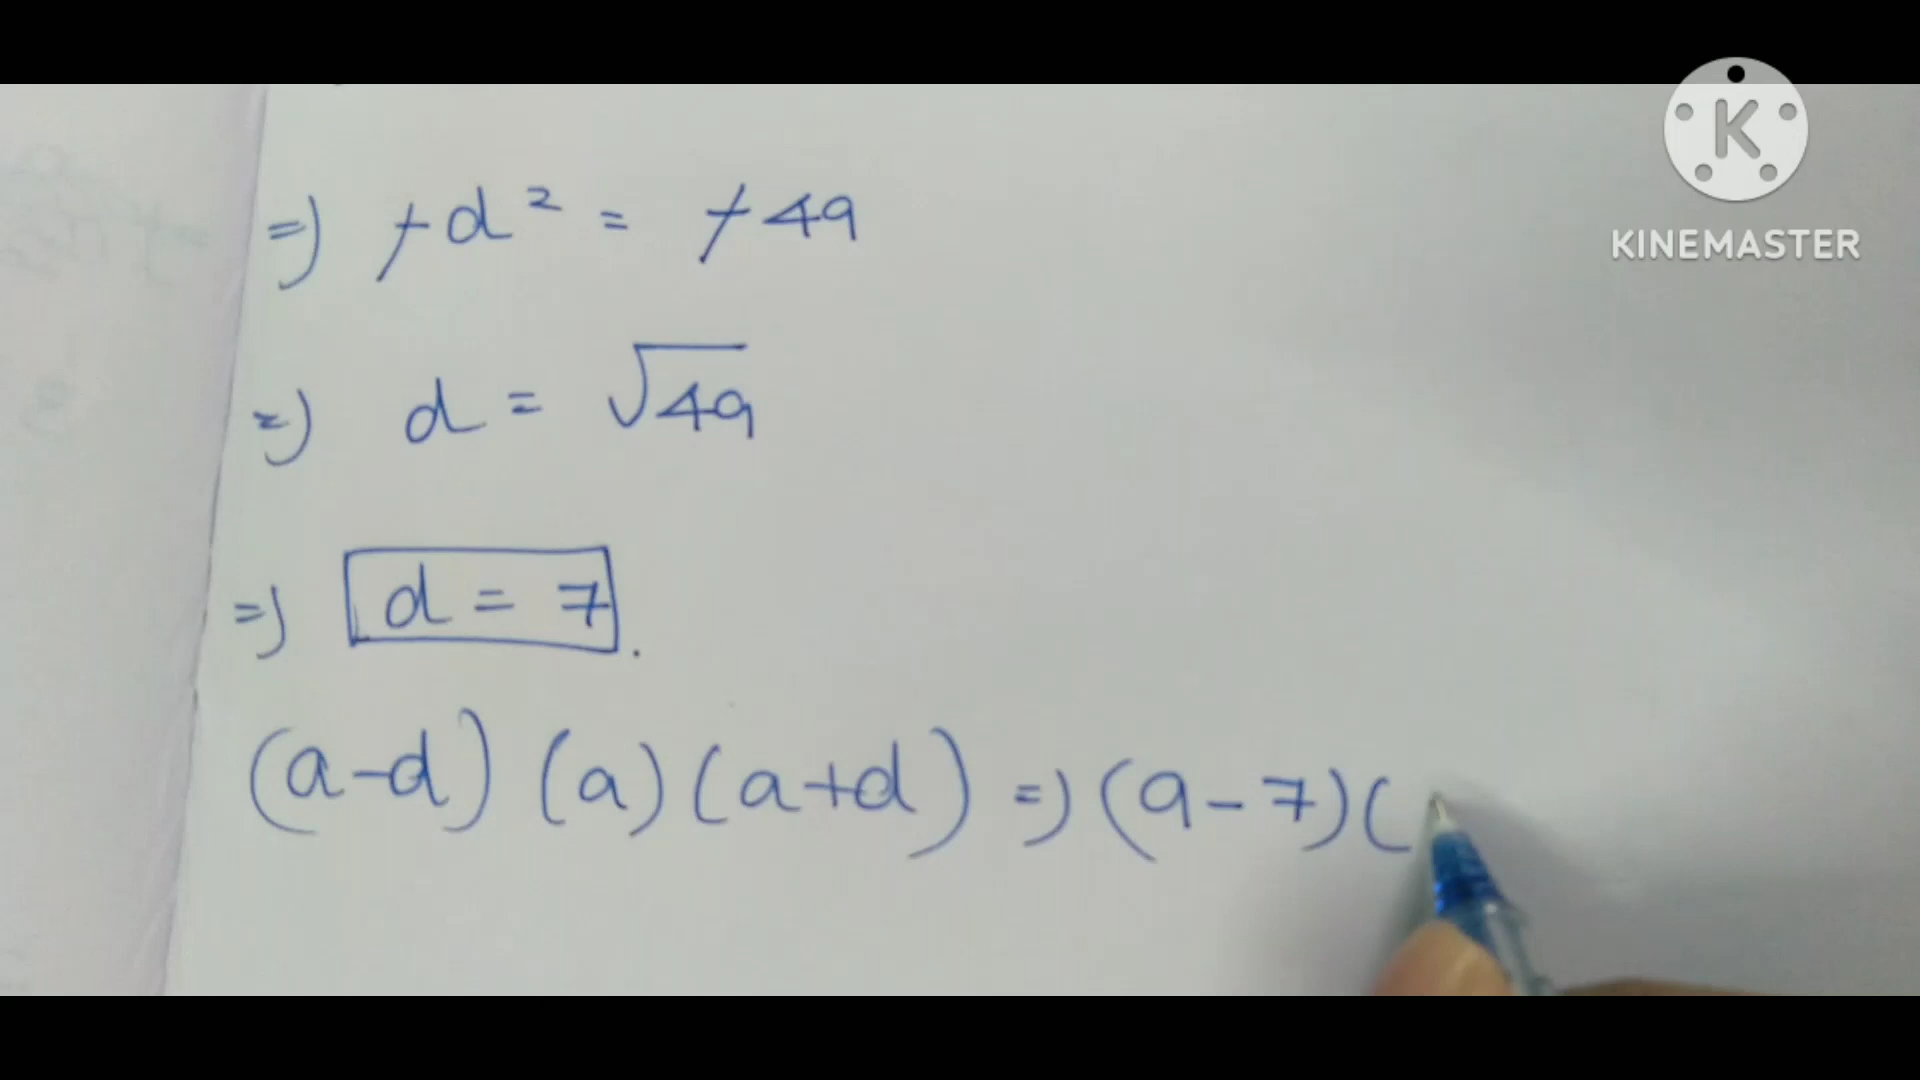 K
KINEMASTER
=) -d² = -49
=) d = √49
=) d = 7.
(a-d) (a) (a+d) =) (9-7)(